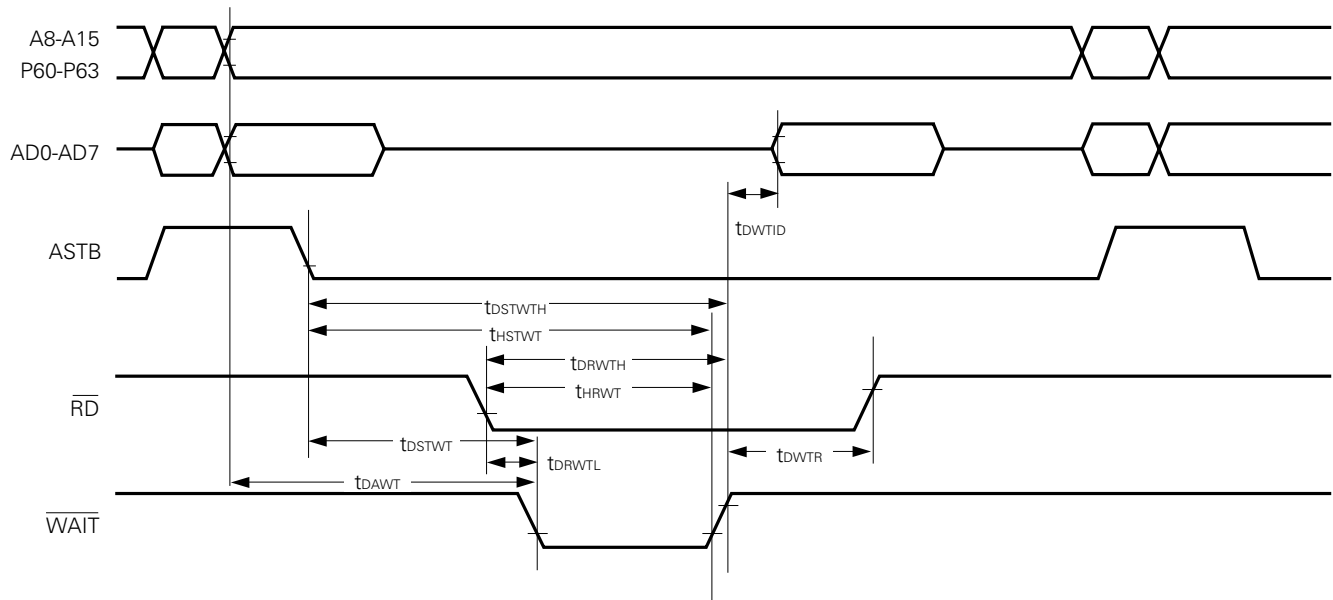 A8-A15
P60-P63
AD0-AD7
tDWTID
ASTB
tDSTWTH
tHSTWT
tDRWTH
tHRWT
RD
tDSTWT
tDWTR
tDRWTL
tDAWT
WAIT